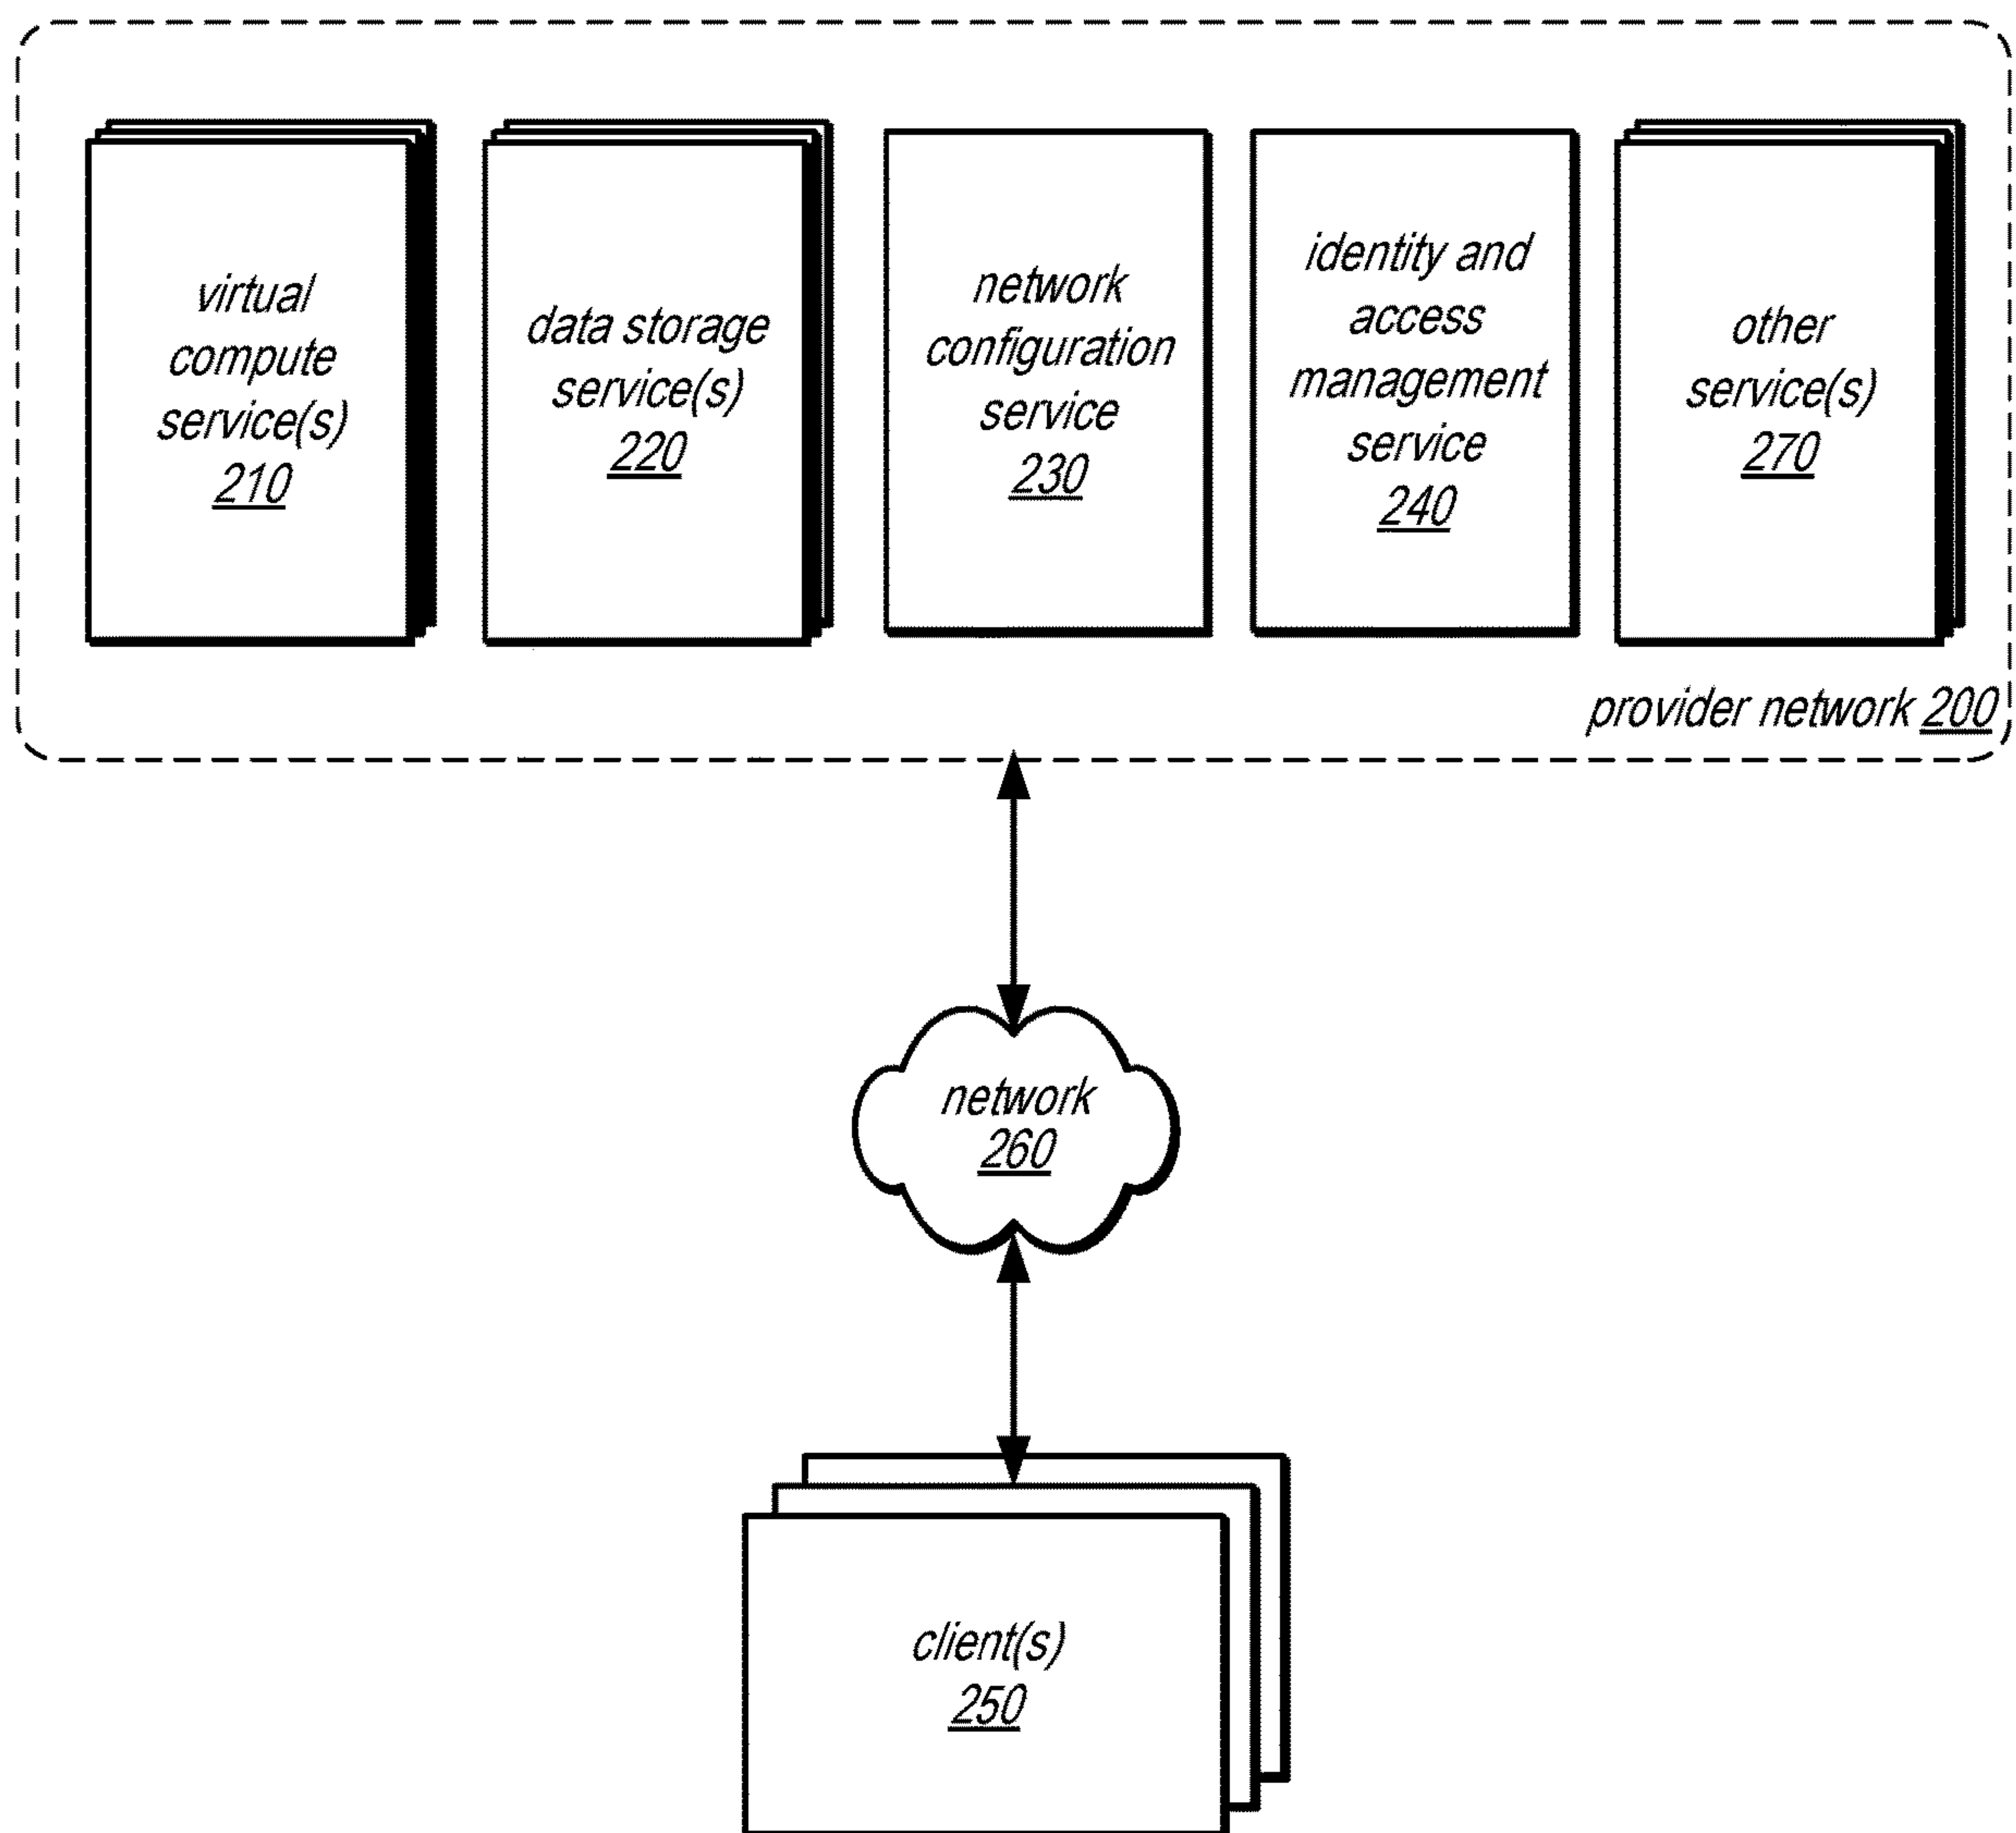 virtual
compute
service(s)
210
data storage
service(s)
220
network
configuration
service
230
identity and
access
management
service
240
other
service(s)
270
provider network 200
network
260
client(s)
250